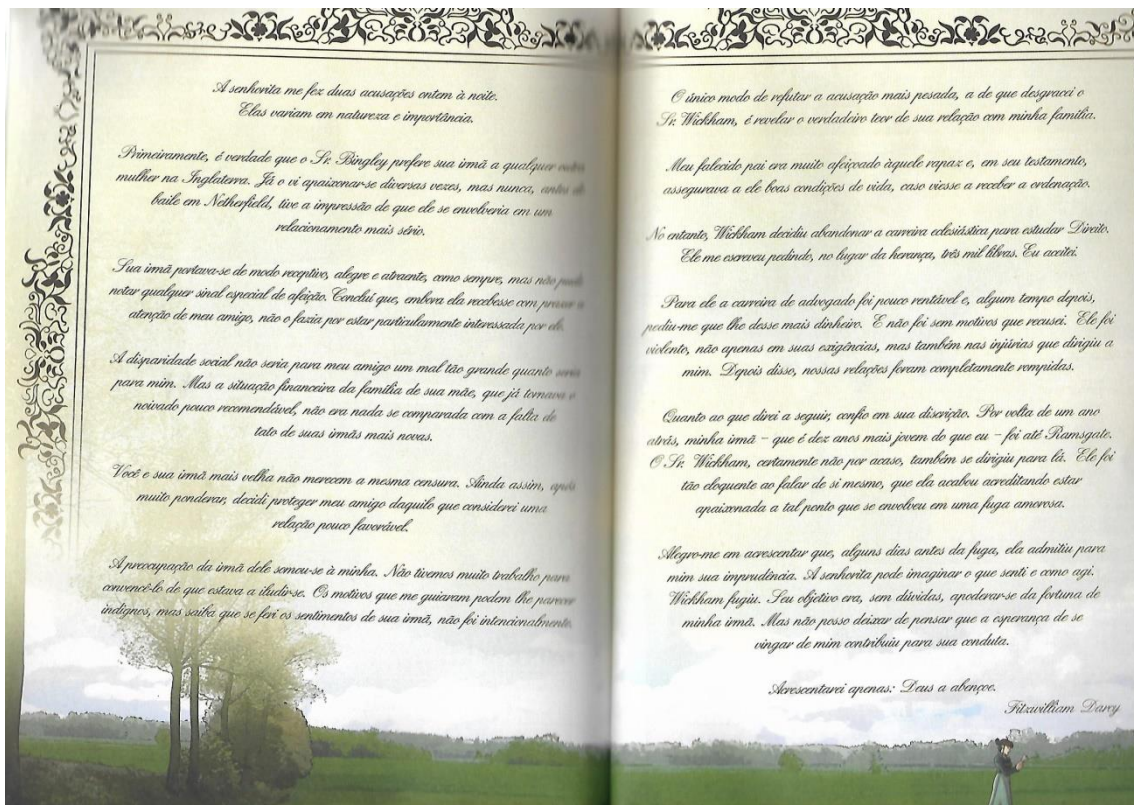 A senhorita me fez duas acusações ontem à noite.
Elas variam em natureza e importância.
Primeiramente, é verdade que o Sr. Bingley prefere sua irmã a qualquer outra
mulher na Inglaterra. Já o vi apaixonar-se diversas vezes, mas nunca, antes do
baile em Netherfield, tive a impressão de que ele se envolveria em um
relacionamento mais sério.
Sua irmã portava-se de modo receptivo, alegre e atraente, como sempre, mas não pude
notar qualquer sinal especial de afeição. Concluí que, embora ela recebesse com prazer a
atenção de meu amigo, não o fazia por estar particularmente interessada por ele.
A disparidade social não seria para meu amigo um mal tão grande quanto seria
para mim. Mas a situação financeira da família de sua mãe, que já tornava o
noivado pouco recomendável, não era nada se comparada com a falta de
tato de suas irmãs mais novas.
Você e sua irmã mais velha não merecem a mesma censura. Ainda assim, após
muito ponderar, decidi proteger meu amigo daquilo que considerei uma
relação pouco favorável.
A preocupação da irmã dele somou-se à minha. Não tivemos muito trabalho para
convencê-lo de que estava a iludir-se. Os motivos que me guiaram podem lhe parecer
indignos, mas saiba que se feri os sentimentos de sua irmã, não foi intencionalmente.
O único modo de refutar a acusação mais pesada, a de que desgracei o
Sr. Wickham, é revelar o verdadeiro teor de sua relação com minha família.
Meu falecido pai era muito afeiçoado àquele rapaz e, em seu testamento,
assegurava a ele boas condições de vida, caso viesse a receber a ordenação.
No entanto, Wickham decidiu abandonar a carreira eclesiástica para estudar Direito.
Ele me escreveu pedindo, no lugar da herança, três mil libras. Eu aceitei.
Para ele a carreira de advogado foi pouco rentável e, algum tempo depois,
pediu-me que lhe desse mais dinheiro. E não foi sem motivos que recusei. Ele foi
violento, não apenas em suas exigências, mas também nas injúrias que dirigiu a
mim. Depois disso, nossas relações foram completamente rompidas.
Quanto ao que direi a seguir, confio em sua discrição. Por volta de um ano
atrás, minha irmã – que é dez anos mais jovem do que eu – foi até Ramsgate.
O Sr. Wickham, certamente não por acaso, também se dirigiu para lá. Ele foi
tão eloquente ao falar de si mesmo, que ela acabou acreditando estar
apaixonada a tal ponto que se envolveu em uma fuga amorosa.
Alegro-me em acrescentar que, alguns dias antes da fuga, ela admitiu para
mim sua imprudência. A senhorita pode imaginar o que senti e como agi.
Wickham fugiu. Seu objetivo era, sem dúvidas, apoderar-se da fortuna de
minha irmã. Mas não posso deixar de pensar que a esperança de se
vingar de mim contribuiu para sua conduta.
Acrescentarei apenas: Deus a abençoe.
Fitzwilliam Darcy